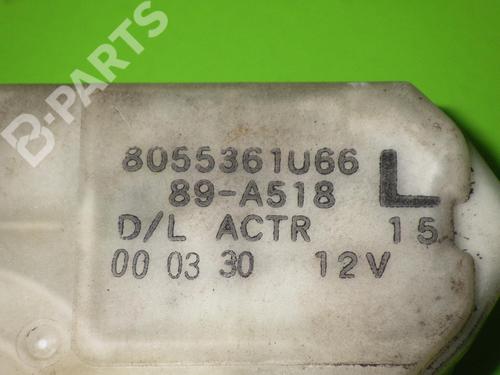 B-PARTS
8055361U66
89-A518 L
D/L ACTR 15
00 03 30 12V